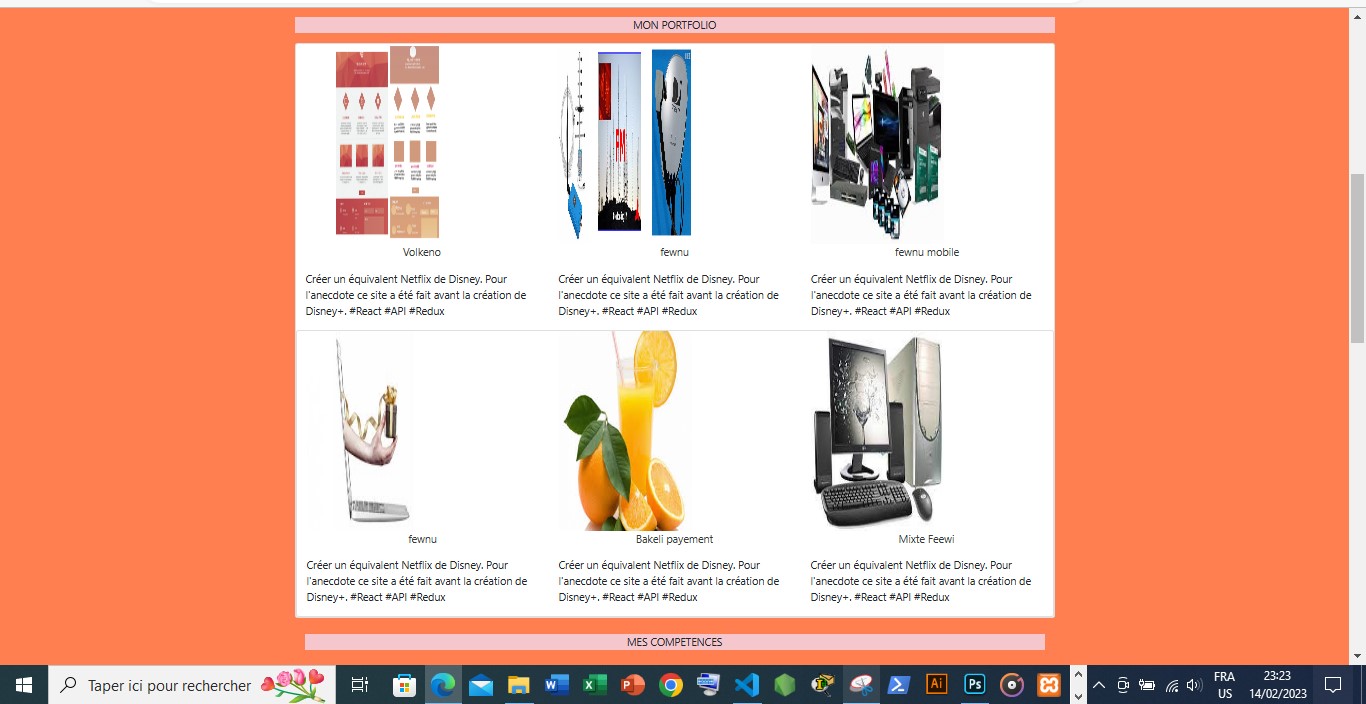 MON PORTFOLIO
FM
Volkeno
fewnu
fewnu mobile
Créer un équivalent Netflix de Disney. Pour
l'anecdote ce site a été fait avant la création de
Disney+. #React #API #Redux
Créer un équivalent Netflix de Disney. Pour
l'anecdote ce site a été fait avant la création de
Disney+. #React #API #Redux
Créer un équivalent Netflix de Disney. Pour
l'anecdote ce site a été fait avant la création de
Disney+. #React #API #Redux
fewnu
Bakeli payement
Mixte Feewi
Créer un équivalent Netflix de Disney. Pour
l'anecdote ce site a été fait avant la création de
Disney+. #React #API #Redux
Créer un équivalent Netflix de Disney. Pour
l'anecdote ce site a été fait avant la création de
Disney+. #React #API #Redux
Créer un équivalent Netflix de Disney. Pour
l'anecdote ce site a été fait avant la création de
Disney+. #React #API #Redux
MES COMPETENCES
Taper ici pour rechercher
Ai
Ps
FRA
US
23:23
14/02/2023